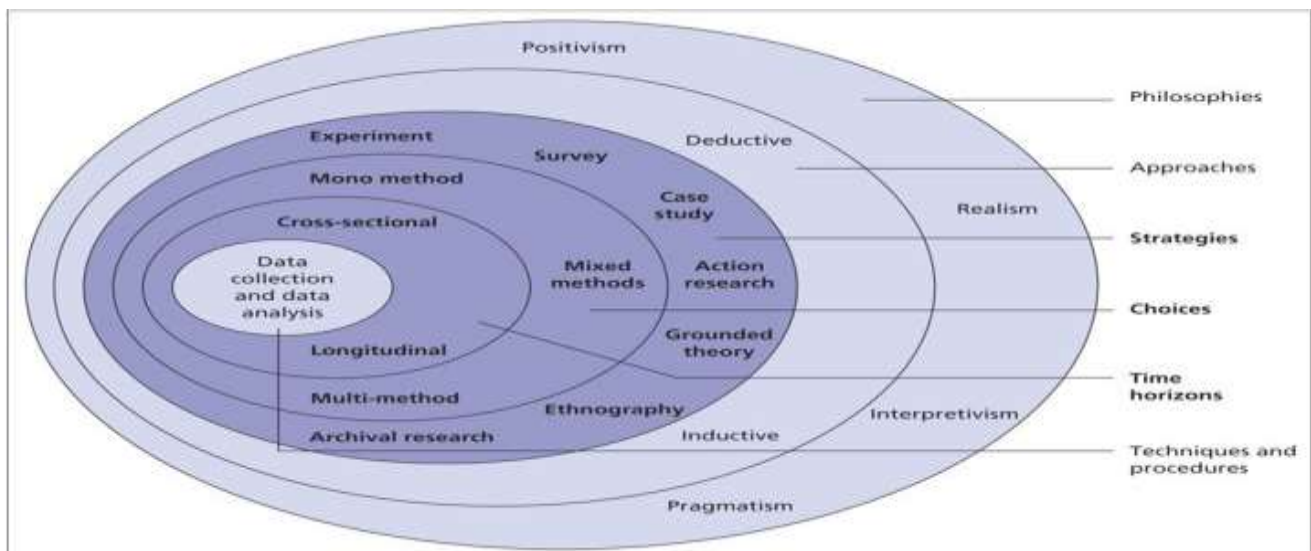 Positivism
Philosophies
Experiment
Deductive
Survey
Mono method
Approaches
Case
study
Cross-sectional
Realism
Strategies
Data
collection
and data
analysis
Mixed
methods
Action
research
Choices
Longitudinal
Grounded
theory
Time
horizons
Multi-method
Ethnography
Interpretivism
Archival research
Inductive
Techniques and
procedures
Pragmatism